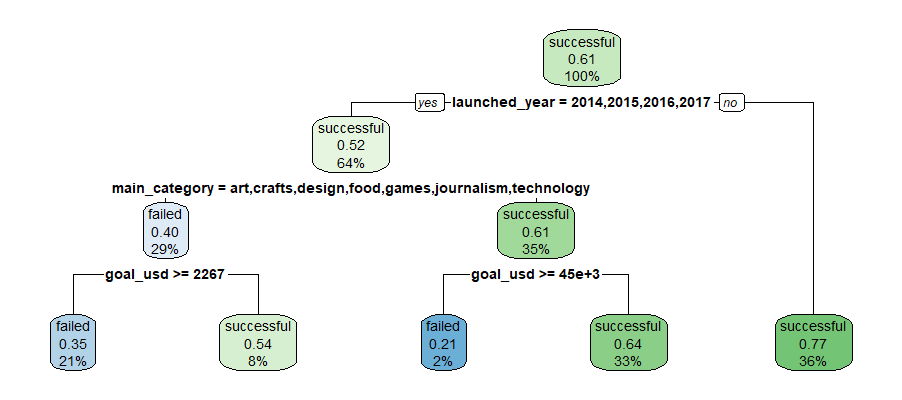 successful
0.61
100%
yes launched_year = 2014,2015,2016,2017 no
successful
0.52
64%
main_category = art,crafts,design,food,games,journalism,technology
failed
0.40
29%
successful
0.61
35%
goal_usd >= 2267
goal_usd >= 45e+3
failed
0.35
21%
successful
0.54
8%
failed
0.21
2%
successful
0.64
33%
successful
0.77
36%